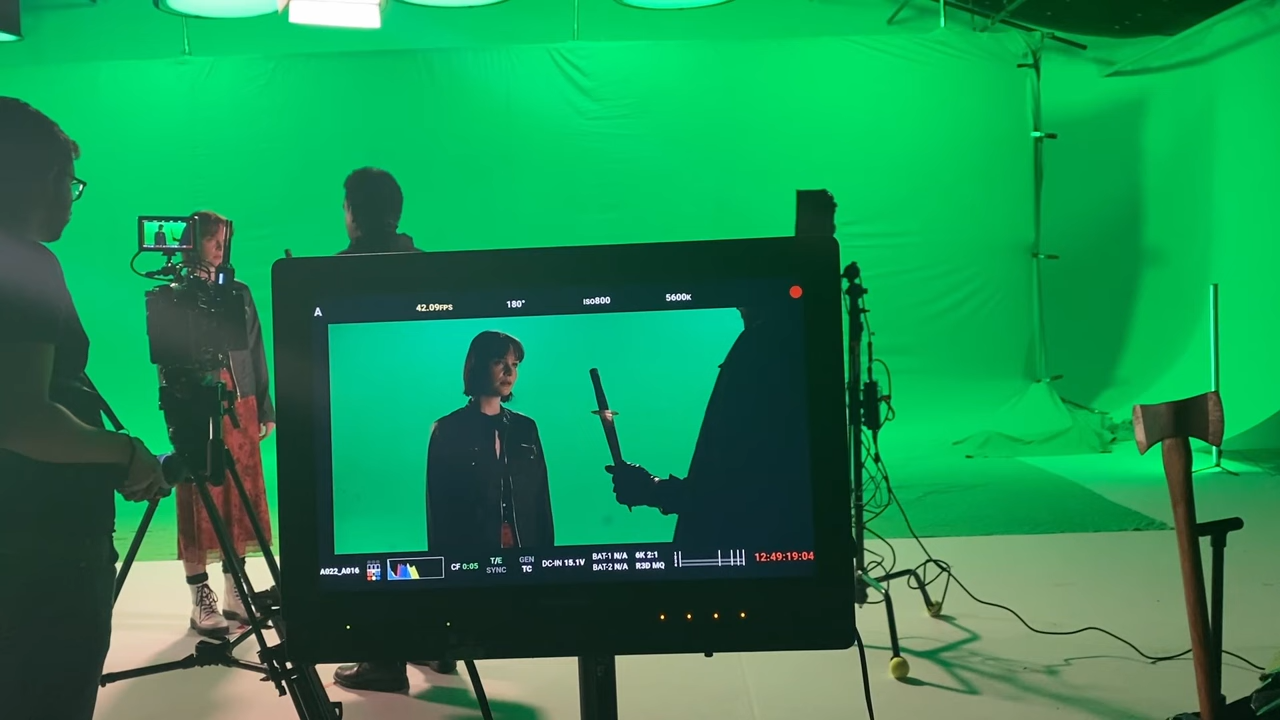 A 42.09FPS 180° ISO800 5600K
A022_A016 CF 0:05 T/E SYNC GEN TC DC-IN 15.1V BAT-1 N/A BAT-2 N/A 6K 2:1 R3D MQ 12:49:19:04